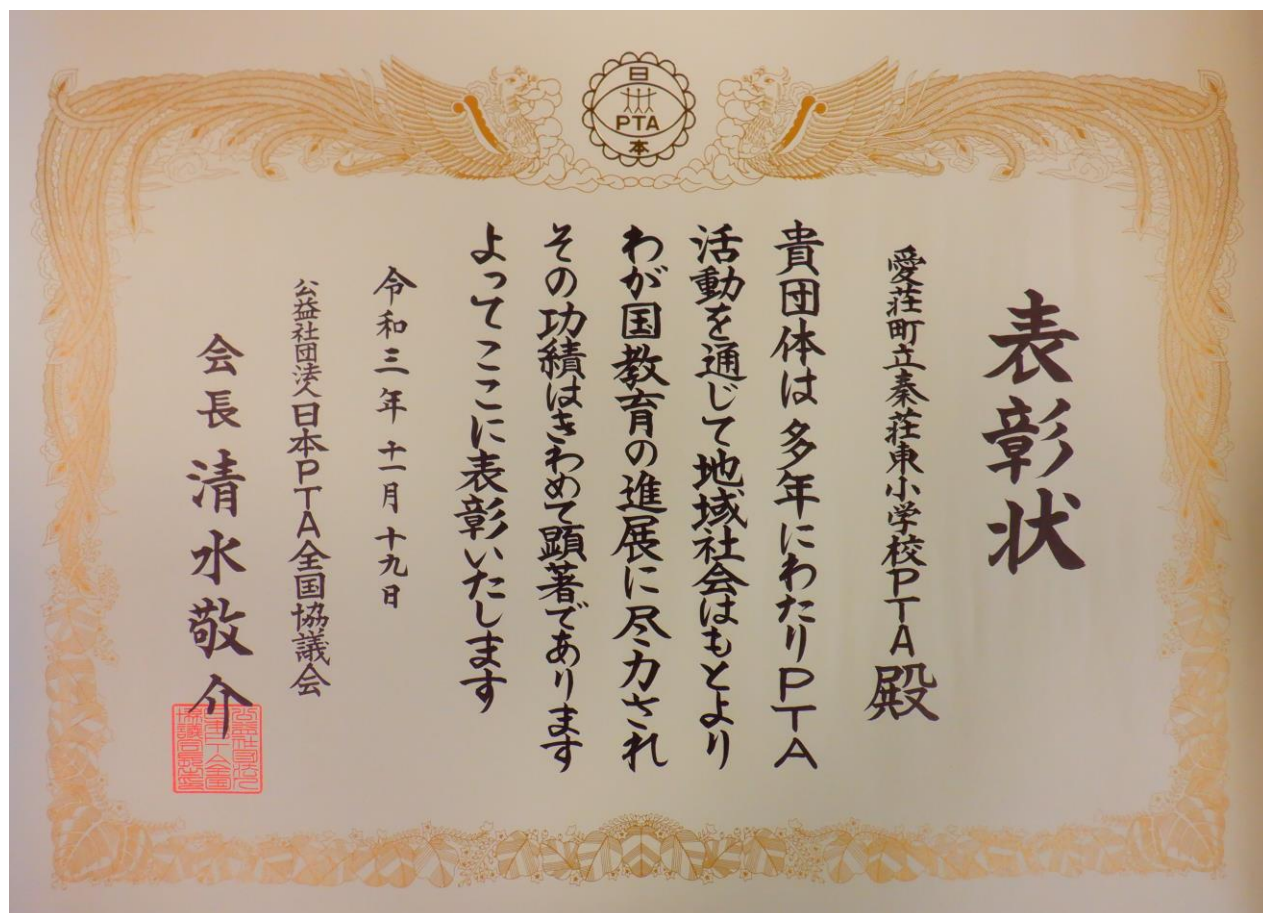 日
PTA
本
表彰状
愛荘町立秦荘東小学校PTA殿
貴団体は多年にわたりPTA
活動を通じて地域社会はもとより
わが国教育の進展に尽力され
その功績はきわめて顕著であります
よってここに表彰いたします
令和三年十一月十九日
公益社団法人日本PTA全国協議会
会長清水敬介